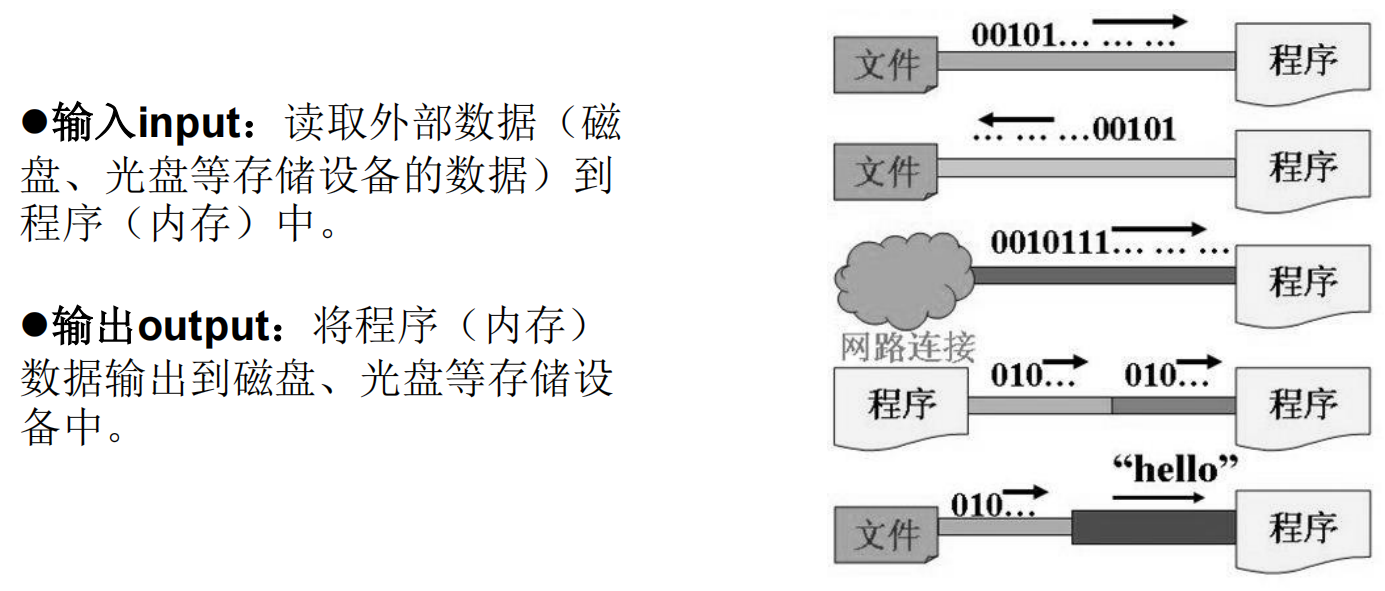 ●输入input：读取外部数据（磁
盘、光盘等存储设备的数据）到
程序（内存）中。
●输出output：将程序（内存）
数据输出到磁盘、光盘等存储设
备中。
00101… … …
文件
程序
… … …00101
文件
程序
0010111… … …
程序
网路连接
010…
010…
程序
程序
“hello”
010…
文件
程序